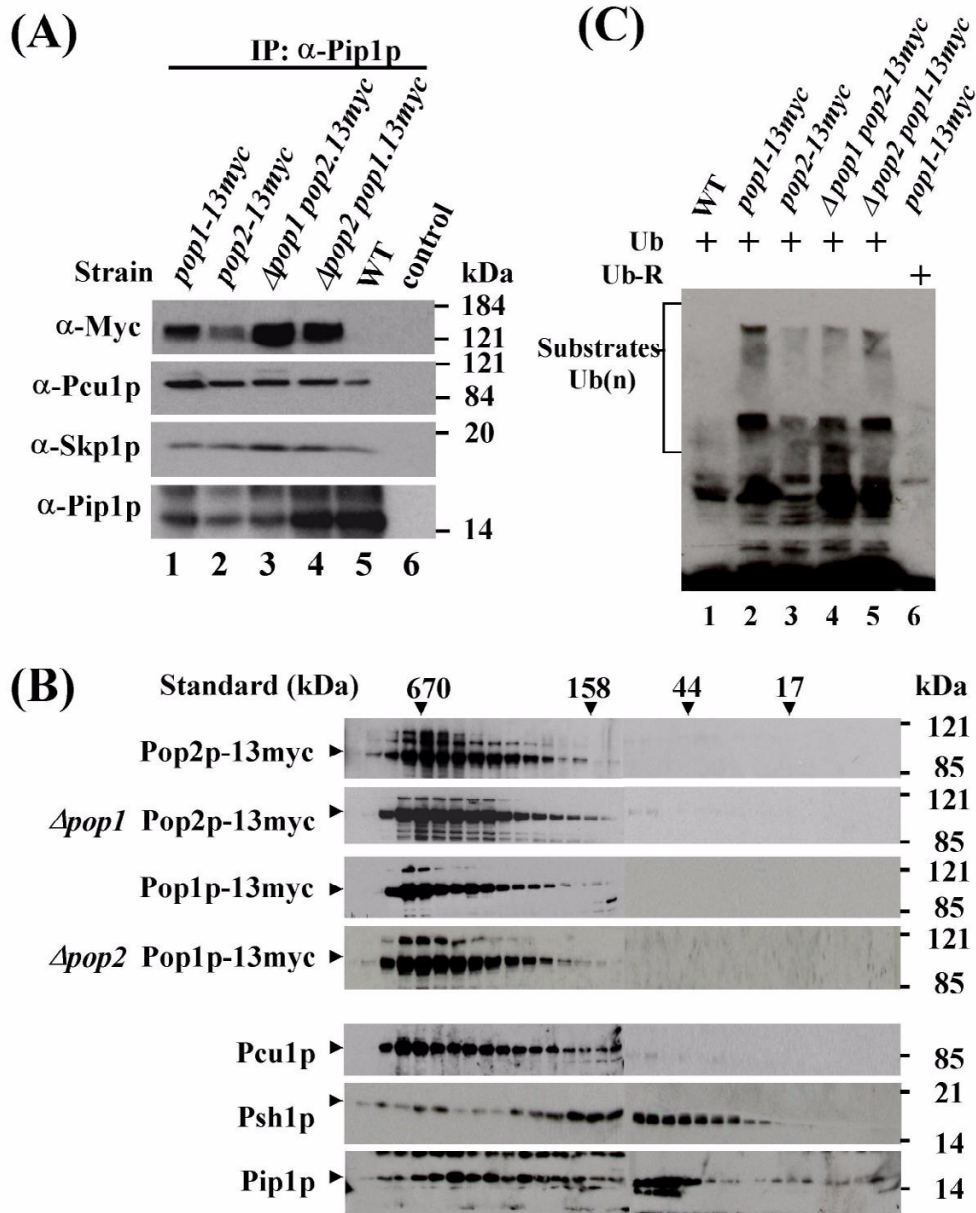 (A)
IP: α-Pip1p
Strain
pop1-13myc
pop2-13myc
Δpop1 pop2.13myc
Δpop2 pop1.13myc
WT
control
kDa
α-Myc
184
121
α-Pcu1p
121
84
α-Skp1p
20
α-Pip1p
14
1 2 3 4 5 6
(C)
WT
pop1-13myc
pop2-13myc
Δpop1 pop2-13myc
Δpop2 pop1-13myc
pop1-13myc
Ub + + + + +
Ub-R +
Substrates
Ub(n)
1 2 3 4 5 6
(B)
Standard (kDa) 670 158 44 17 kDa
Pop2p-13myc
121
85
Δpop1 Pop2p-13myc
121
85
Pop1p-13myc
121
85
Δpop2 Pop1p-13myc
121
85
Pcu1p
85
Psh1p
21
14
Pip1p
14